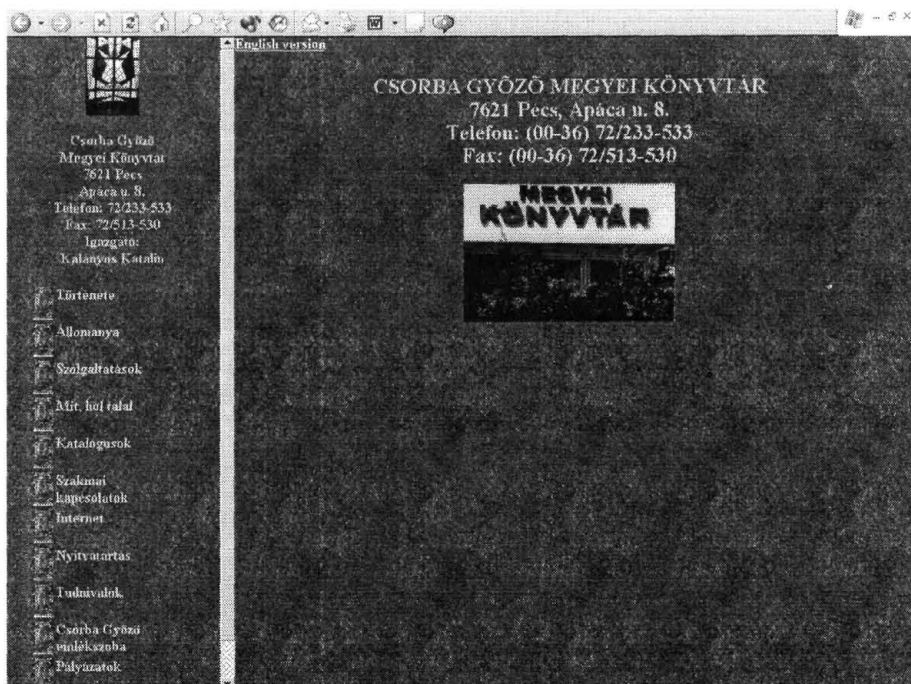 English version
CSORBA GYŐZŐ MEGYEI KÖNYVTÁR
7621 Pécs, Apáca u. 8.
Telefon: (00-36) 72/233-533
Fax: (00-36) 72/513-530
MEGYEI
KÖNYVTÁR
Csorba Győző
Megyei Könyvtár
7621 Pécs
Apáca u. 8.
Telefon: 72/233-533
Fax: 72/513-530
Igazgató:
Kalányos Katalin
Története
Állománya
Szolgáltatások
Mit, hol talál
Katalógusok
Szakmai
kapcsolatok
Internet
Nyitvatartás
Tudnivalók
Csorba Győző
emlékszoba
Pályázatok